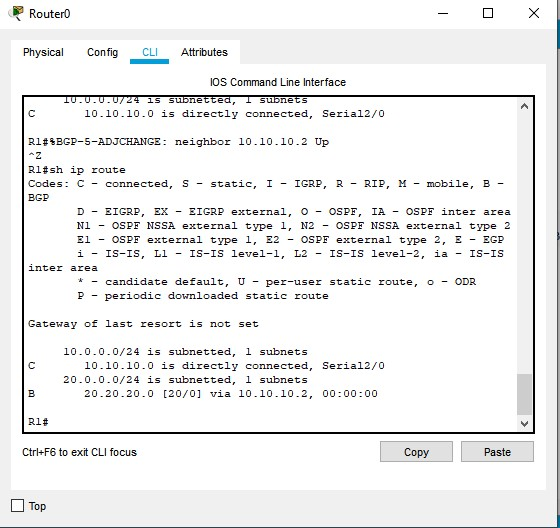 Router0
Physical Config CLI Attributes
IOS Command Line Interface
10.0.0.0/24 is subnetted, 1 subnets
C 10.10.10.0 is directly connected, Serial2/0
R1#%BGP-5-ADJCHANGE: neighbor 10.10.10.2 Up
^Z
R1#sh ip route
Codes: C - connected, S - static, I - IGRP, R - RIP, M - mobile, B -
BGP
D - EIGRP, EX - EIGRP external, O - OSPF, IA - OSPF inter area
N1 - OSPF NSSA external type 1, N2 - OSPF NSSA external type 2
E1 - OSPF external type 1, E2 - OSPF external type 2, E - EGP
i - IS-IS, L1 - IS-IS level-1, L2 - IS-IS level-2, ia - IS-IS
inter area
* - candidate default, U - per-user static route, o - ODR
P - periodic downloaded static route
Gateway of last resort is not set
10.0.0.0/24 is subnetted, 1 subnets
C 10.10.10.0 is directly connected, Serial2/0
20.0.0.0/24 is subnetted, 1 subnets
B 20.20.20.0 [20/0] via 10.10.10.2, 00:00:00
R1#
Ctrl+F6 to exit CLI focus Copy Paste
Top